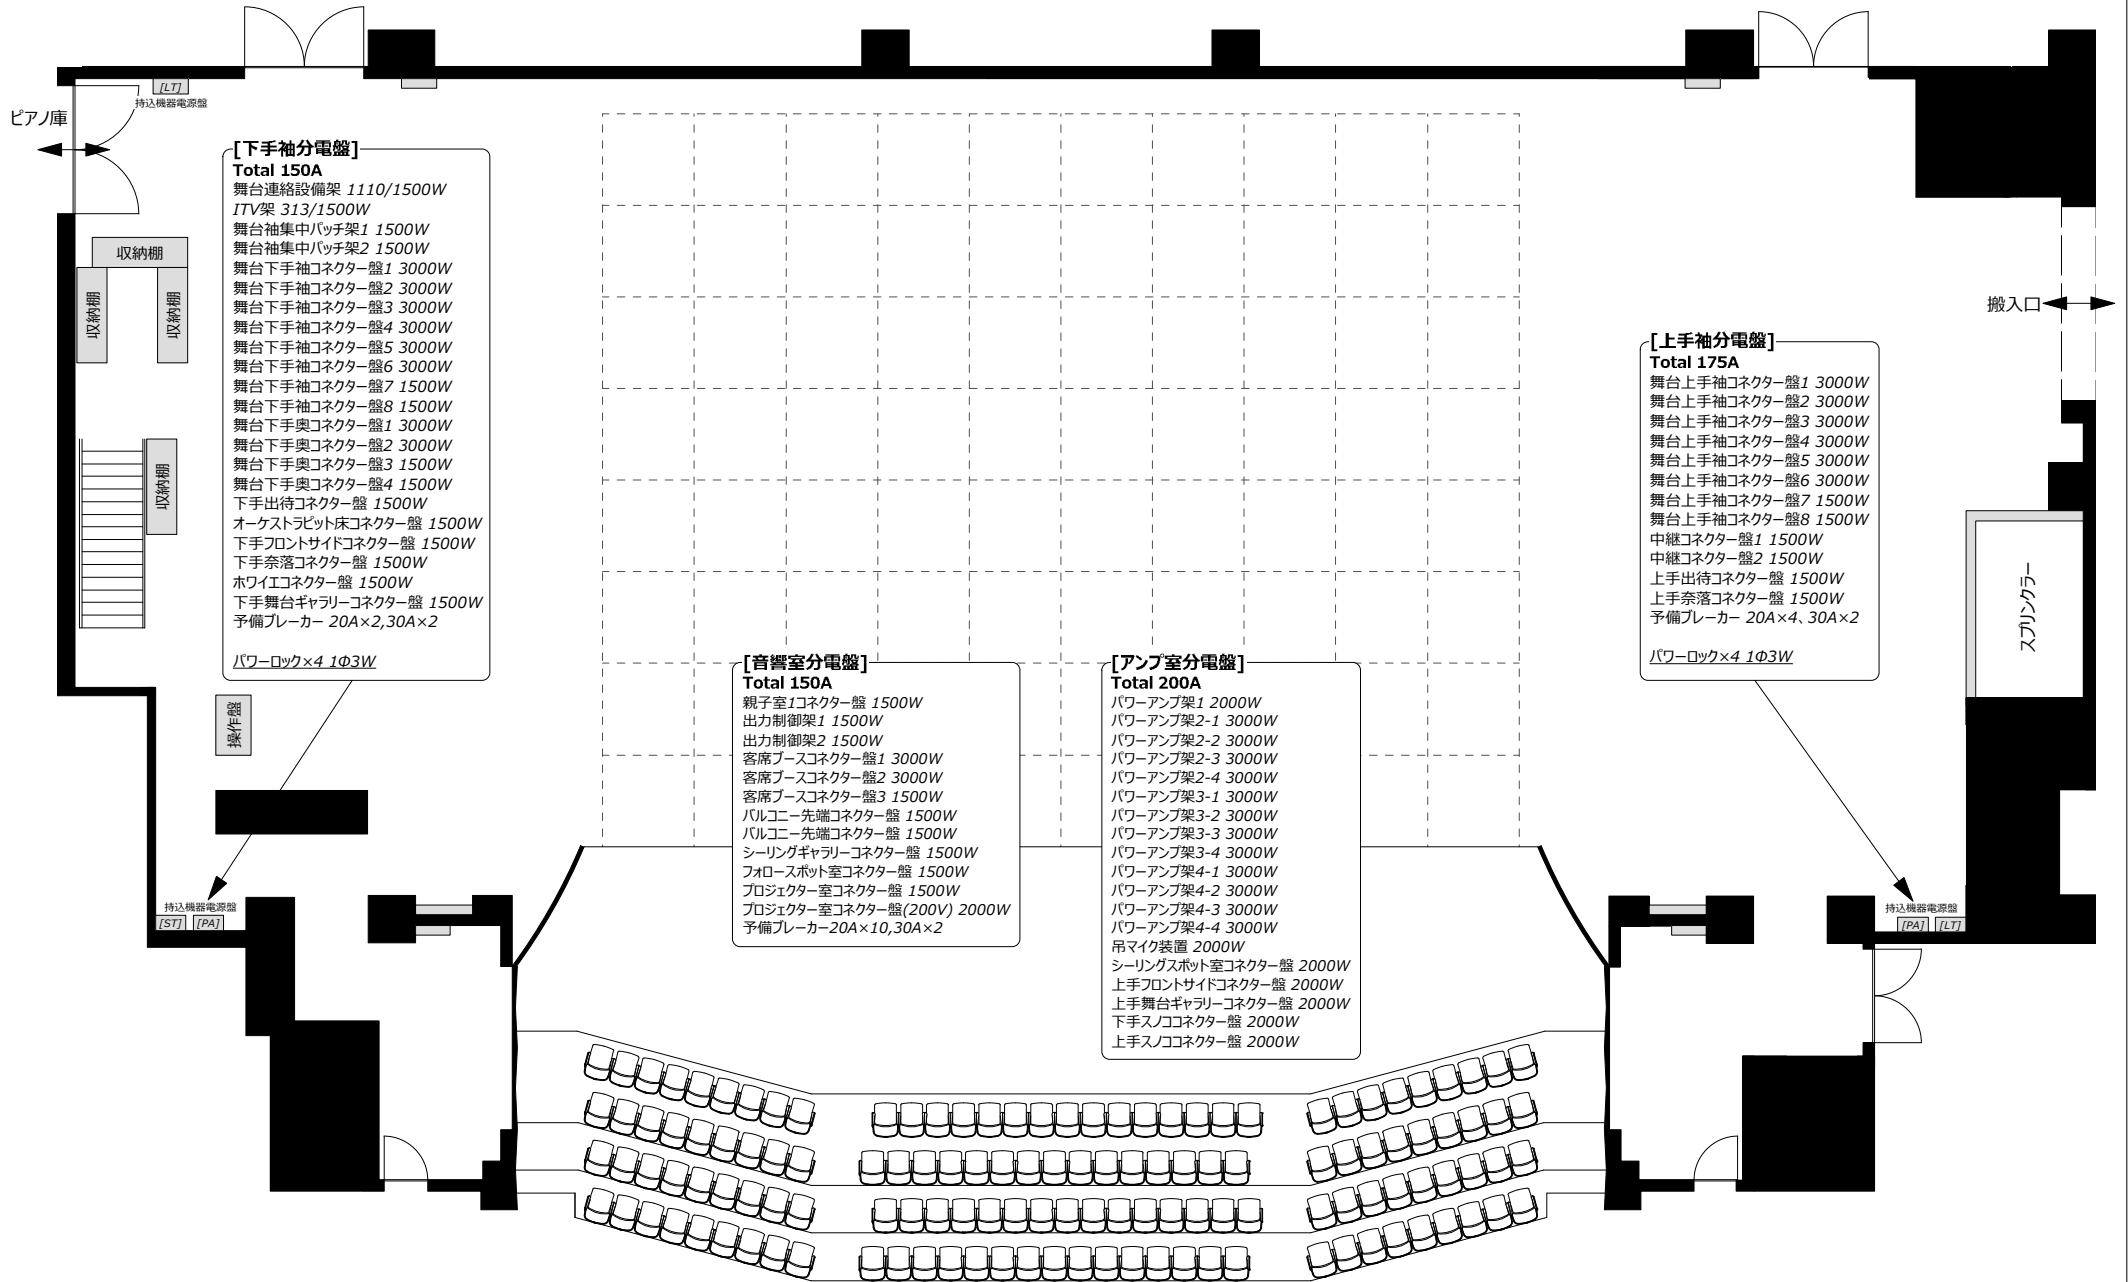 [LT]
持込機器電源盤
ピアノ庫
[下手袖分電盤]
Total 150A
舞台連絡設備架 1110/1500W
ITV架 313/1500W
舞台袖集中パッチ架1 1500W
舞台袖集中パッチ架2 1500W
舞台下手袖コネクター盤1 3000W
舞台下手袖コネクター盤2 3000W
舞台下手袖コネクター盤3 3000W
舞台下手袖コネクター盤4 3000W
舞台下手袖コネクター盤5 3000W
舞台下手袖コネクター盤6 3000W
舞台下手袖コネクター盤7 1500W
舞台下手袖コネクター盤8 1500W
舞台下手奥コネクター盤1 3000W
舞台下手奥コネクター盤2 3000W
舞台下手奥コネクター盤3 1500W
舞台下手奥コネクター盤4 1500W
下手出待コネクター盤 1500W
オーケストラピット床コネクター盤 1500W
下手フロントサイドコネクター盤 1500W
下手奈落コネクター盤 1500W
ホワイエコネクター盤 1500W
下手舞台ギャラリーコネクター盤 1500W
予備ブレーカー 20A×2,30A×2
パワーロック×4 1Φ3W
収納棚
収納棚
収納棚
収納棚
操作盤
持込機器電源盤
[ST]
[PA]
[音響室分電盤]
Total 150A
親子室1コネクター盤 1500W
出力制御架1 1500W
出力制御架2 1500W
客席ブースコネクター盤1 3000W
客席ブースコネクター盤2 3000W
客席ブースコネクター盤3 1500W
バルコニー先端コネクター盤 1500W
バルコニー先端コネクター盤 1500W
シーリングギャラリーコネクター盤 1500W
フォロースポット室コネクター盤 1500W
プロジェクター室コネクター盤 1500W
プロジェクター室コネクター盤(200V) 2000W
予備ブレーカー20A×10,30A×2
[アンプ室分電盤]
Total 200A
パワーアンプ架1 2000W
パワーアンプ架2-1 3000W
パワーアンプ架2-2 3000W
パワーアンプ架2-3 3000W
パワーアンプ架2-4 3000W
パワーアンプ架3-1 3000W
パワーアンプ架3-2 3000W
パワーアンプ架3-3 3000W
パワーアンプ架3-4 3000W
パワーアンプ架4-1 3000W
パワーアンプ架4-2 3000W
パワーアンプ架4-3 3000W
パワーアンプ架4-4 3000W
吊マイク装置 2000W
シーリングスポット室コネクター盤 2000W
上手フロントサイドコネクター盤 2000W
上手舞台ギャラリーコネクター盤 2000W
下手スノココネクター盤 2000W
上手スノココネクター盤 2000W
搬入口
[上手袖分電盤]
Total 175A
舞台上手袖コネクター盤1 3000W
舞台上手袖コネクター盤2 3000W
舞台上手袖コネクター盤3 3000W
舞台上手袖コネクター盤4 3000W
舞台上手袖コネクター盤5 3000W
舞台上手袖コネクター盤6 3000W
舞台上手袖コネクター盤7 1500W
舞台上手袖コネクター盤8 1500W
中継コネクター盤1 1500W
中継コネクター盤2 1500W
上手出待コネクター盤 1500W
上手奈落コネクター盤 1500W
予備ブレーカー 20A×4、30A×2
パワーロック×4 1Φ3W
スプリンクラー
持込機器電源盤
[PA]
[LT]